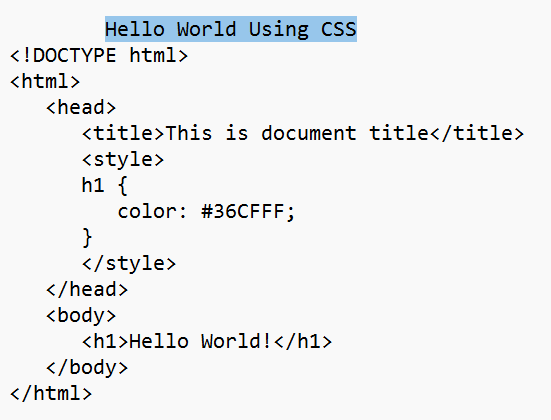 Hello World Using CSS
<!DOCTYPE html>
<html>
   <head>
      <title>This is document title</title>
      <style>
      h1 {
         color: #36CFFF;
      }
      </style>
   </head>
   <body>
      <h1>Hello World!</h1>
   </body>
</html>